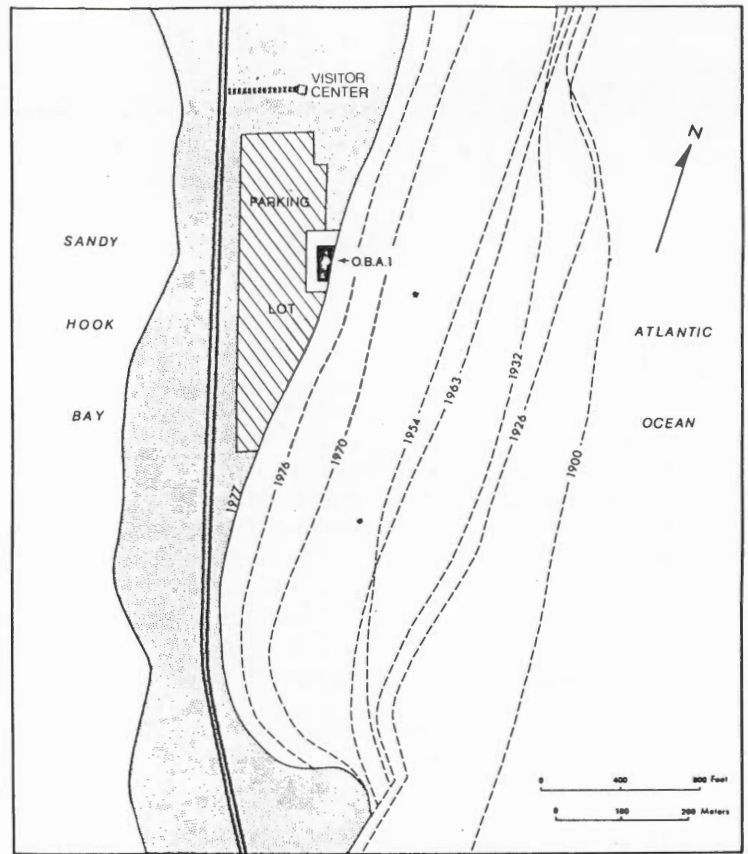 VISITOR
CENTER
N
PARKING
SANDY
O.B.A.1
LOT
HOOK
ATLANTIC
BAY
OCEAN
1977
1976
1970
1954
1963
1932
1926
1900
0 400 800 Feet
0 100 200 Meters